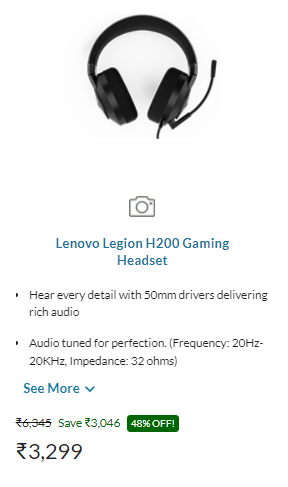 Lenovo Legion H200 Gaming
Headset
• Hear every detail with 50mm drivers delivering
rich audio
• Audio tuned for perfection. (Frequency: 20Hz-
20KHz, Impedance: 32 ohms)
See More
₹6,345 Save ₹3,046 48% OFF!
₹3,299